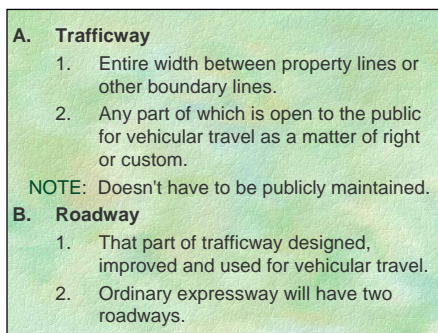 A. Trafficway
1. Entire width between property lines or
other boundary lines.
2. Any part of which is open to the public
for vehicular travel as a matter of right
or custom.
NOTE: Doesn't have to be publicly maintained.
B. Roadway
1. That part of trafficway designed,
improved and used for vehicular travel.
2. Ordinary expressway will have two
roadways.